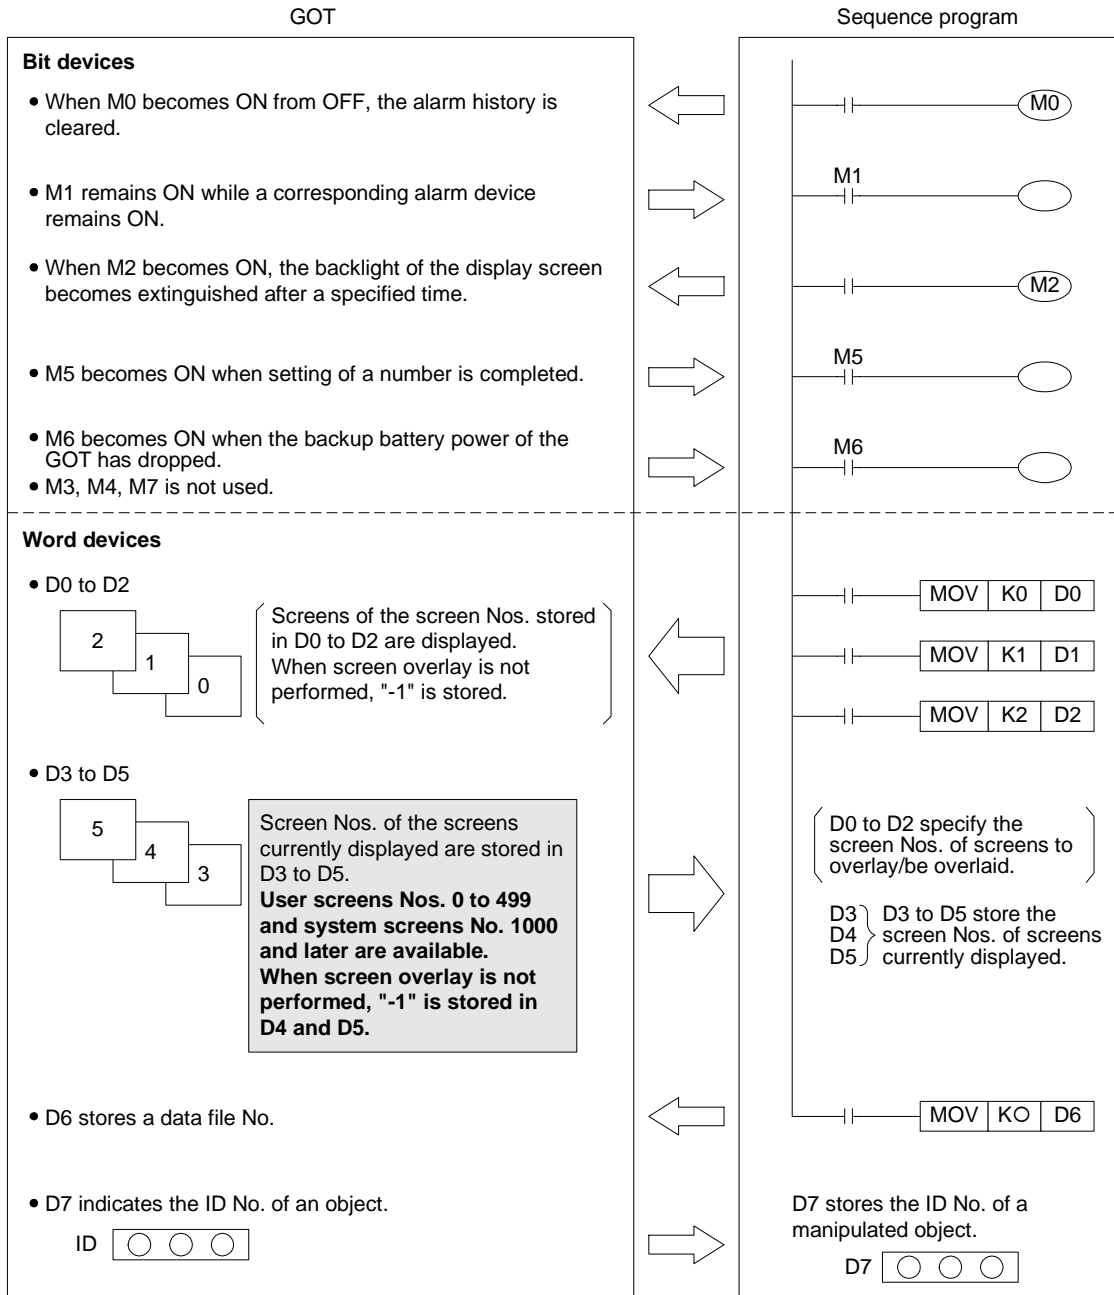 GOT
Sequence program
Bit devices
• When M0 becomes ON from OFF, the alarm history is
cleared.
M0
• M1 remains ON while a corresponding alarm device
remains ON.
M1
• When M2 becomes ON, the backlight of the display screen
becomes extinguished after a specified time.
M2
• M5 becomes ON when setting of a number is completed.
M5
• M6 becomes ON when the backup battery power of the
GOT has dropped.
• M3, M4, M7 is not used.
M6
Word devices
• D0 to D2
2
1
0
Screens of the screen Nos. stored
in D0 to D2 are displayed.
When screen overlay is not
performed, "-1" is stored.
MOV K0 D0
MOV K1 D1
MOV K2 D2
• D3 to D5
5
4
3
Screen Nos. of the screens
currently displayed are stored in
D3 to D5.
User screens Nos. 0 to 499
and system screens No. 1000
and later are available.
When screen overlay is not
performed, "-1" is stored in
D4 and D5.
D0 to D2 specify the
screen Nos. of screens to
overlay/be overlaid.
D3
D4
D5
D3 to D5 store the
screen Nos. of screens
currently displayed.
• D6 stores a data file No.
MOV K○ D6
• D7 indicates the ID No. of an object.
ID ○ ○ ○
D7 stores the ID No. of a
manipulated object.
D7 ○ ○ ○